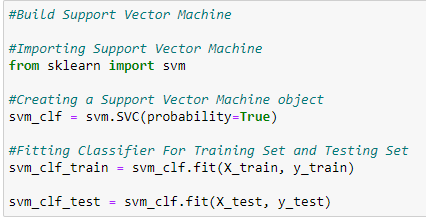 #Build Support Vector Machine
#Importing Support Vector Machine
from sklearn import svm
#Creating a Support Vector Machine object
svm_clf = svm.SVC(probability=True)
#Fitting Classifier For Training Set and Testing Set
svm_clf_train = svm_clf.fit(X_train, y_train)
svm_clf_test = svm_clf.fit(X_test, y_test)